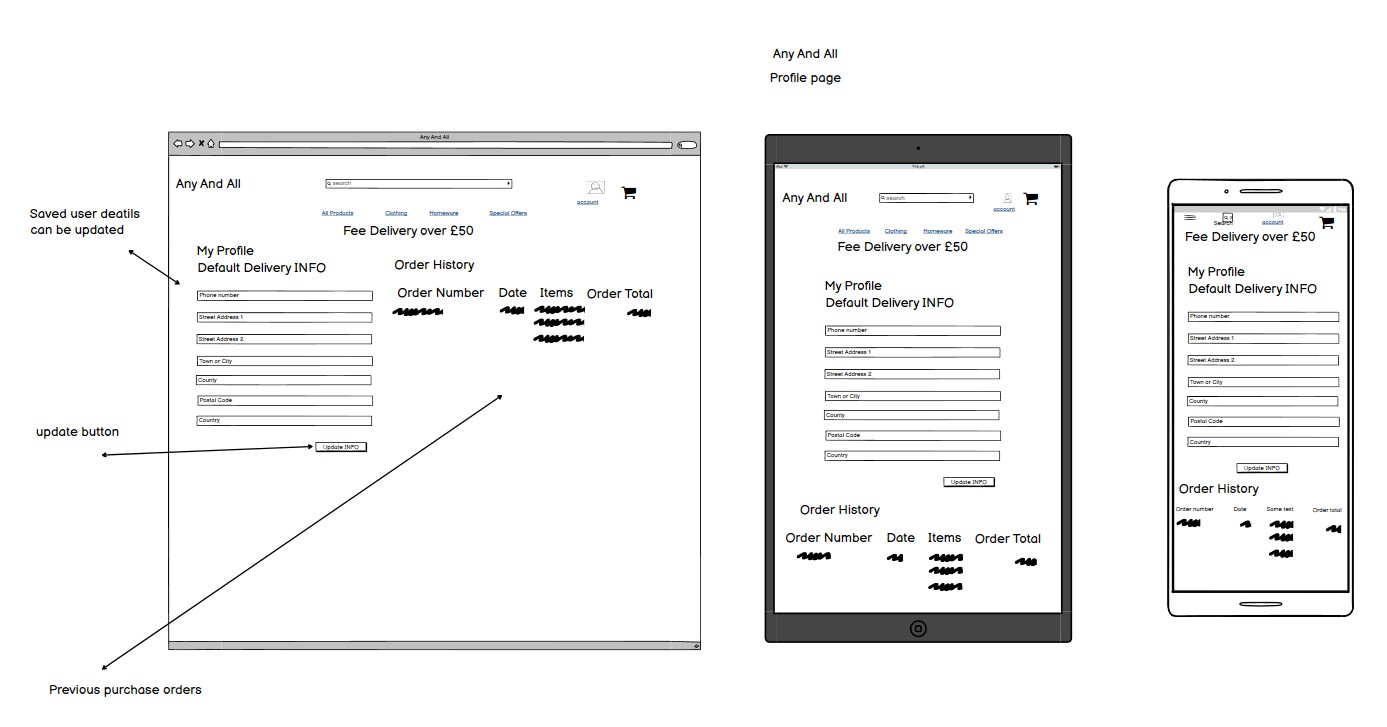 Any And All
Profile page
Any And All
Any And All
search
account
All Products Clothing Homeware Special Offers
Fee Delivery over £50
Saved user deatils
can be updated
My Profile
Default Delivery INFO
Phone number
Street Address 1
Street Address 2
Town or City
County
Postal Code
Country
Update INFO
update button
Order History
Order Number Date Items Order Total
Previous purchase orders
Any And All
search
account
All Products Clothing Homeware Special Offers
Fee Delivery over £50
My Profile
Default Delivery INFO
Phone number
Street Address 1
Street Address 2
Town or City
County
Postal Code
Country
Update INFO
Order History
Order Number Date Items Order Total
Search
account
Fee Delivery over £50
My Profile
Default Delivery INFO
Phone number
Street Address 1
Street Address 2
Town or City
County
Postal Code
Country
Update INFO
Order History
Order number Date Some text Order total